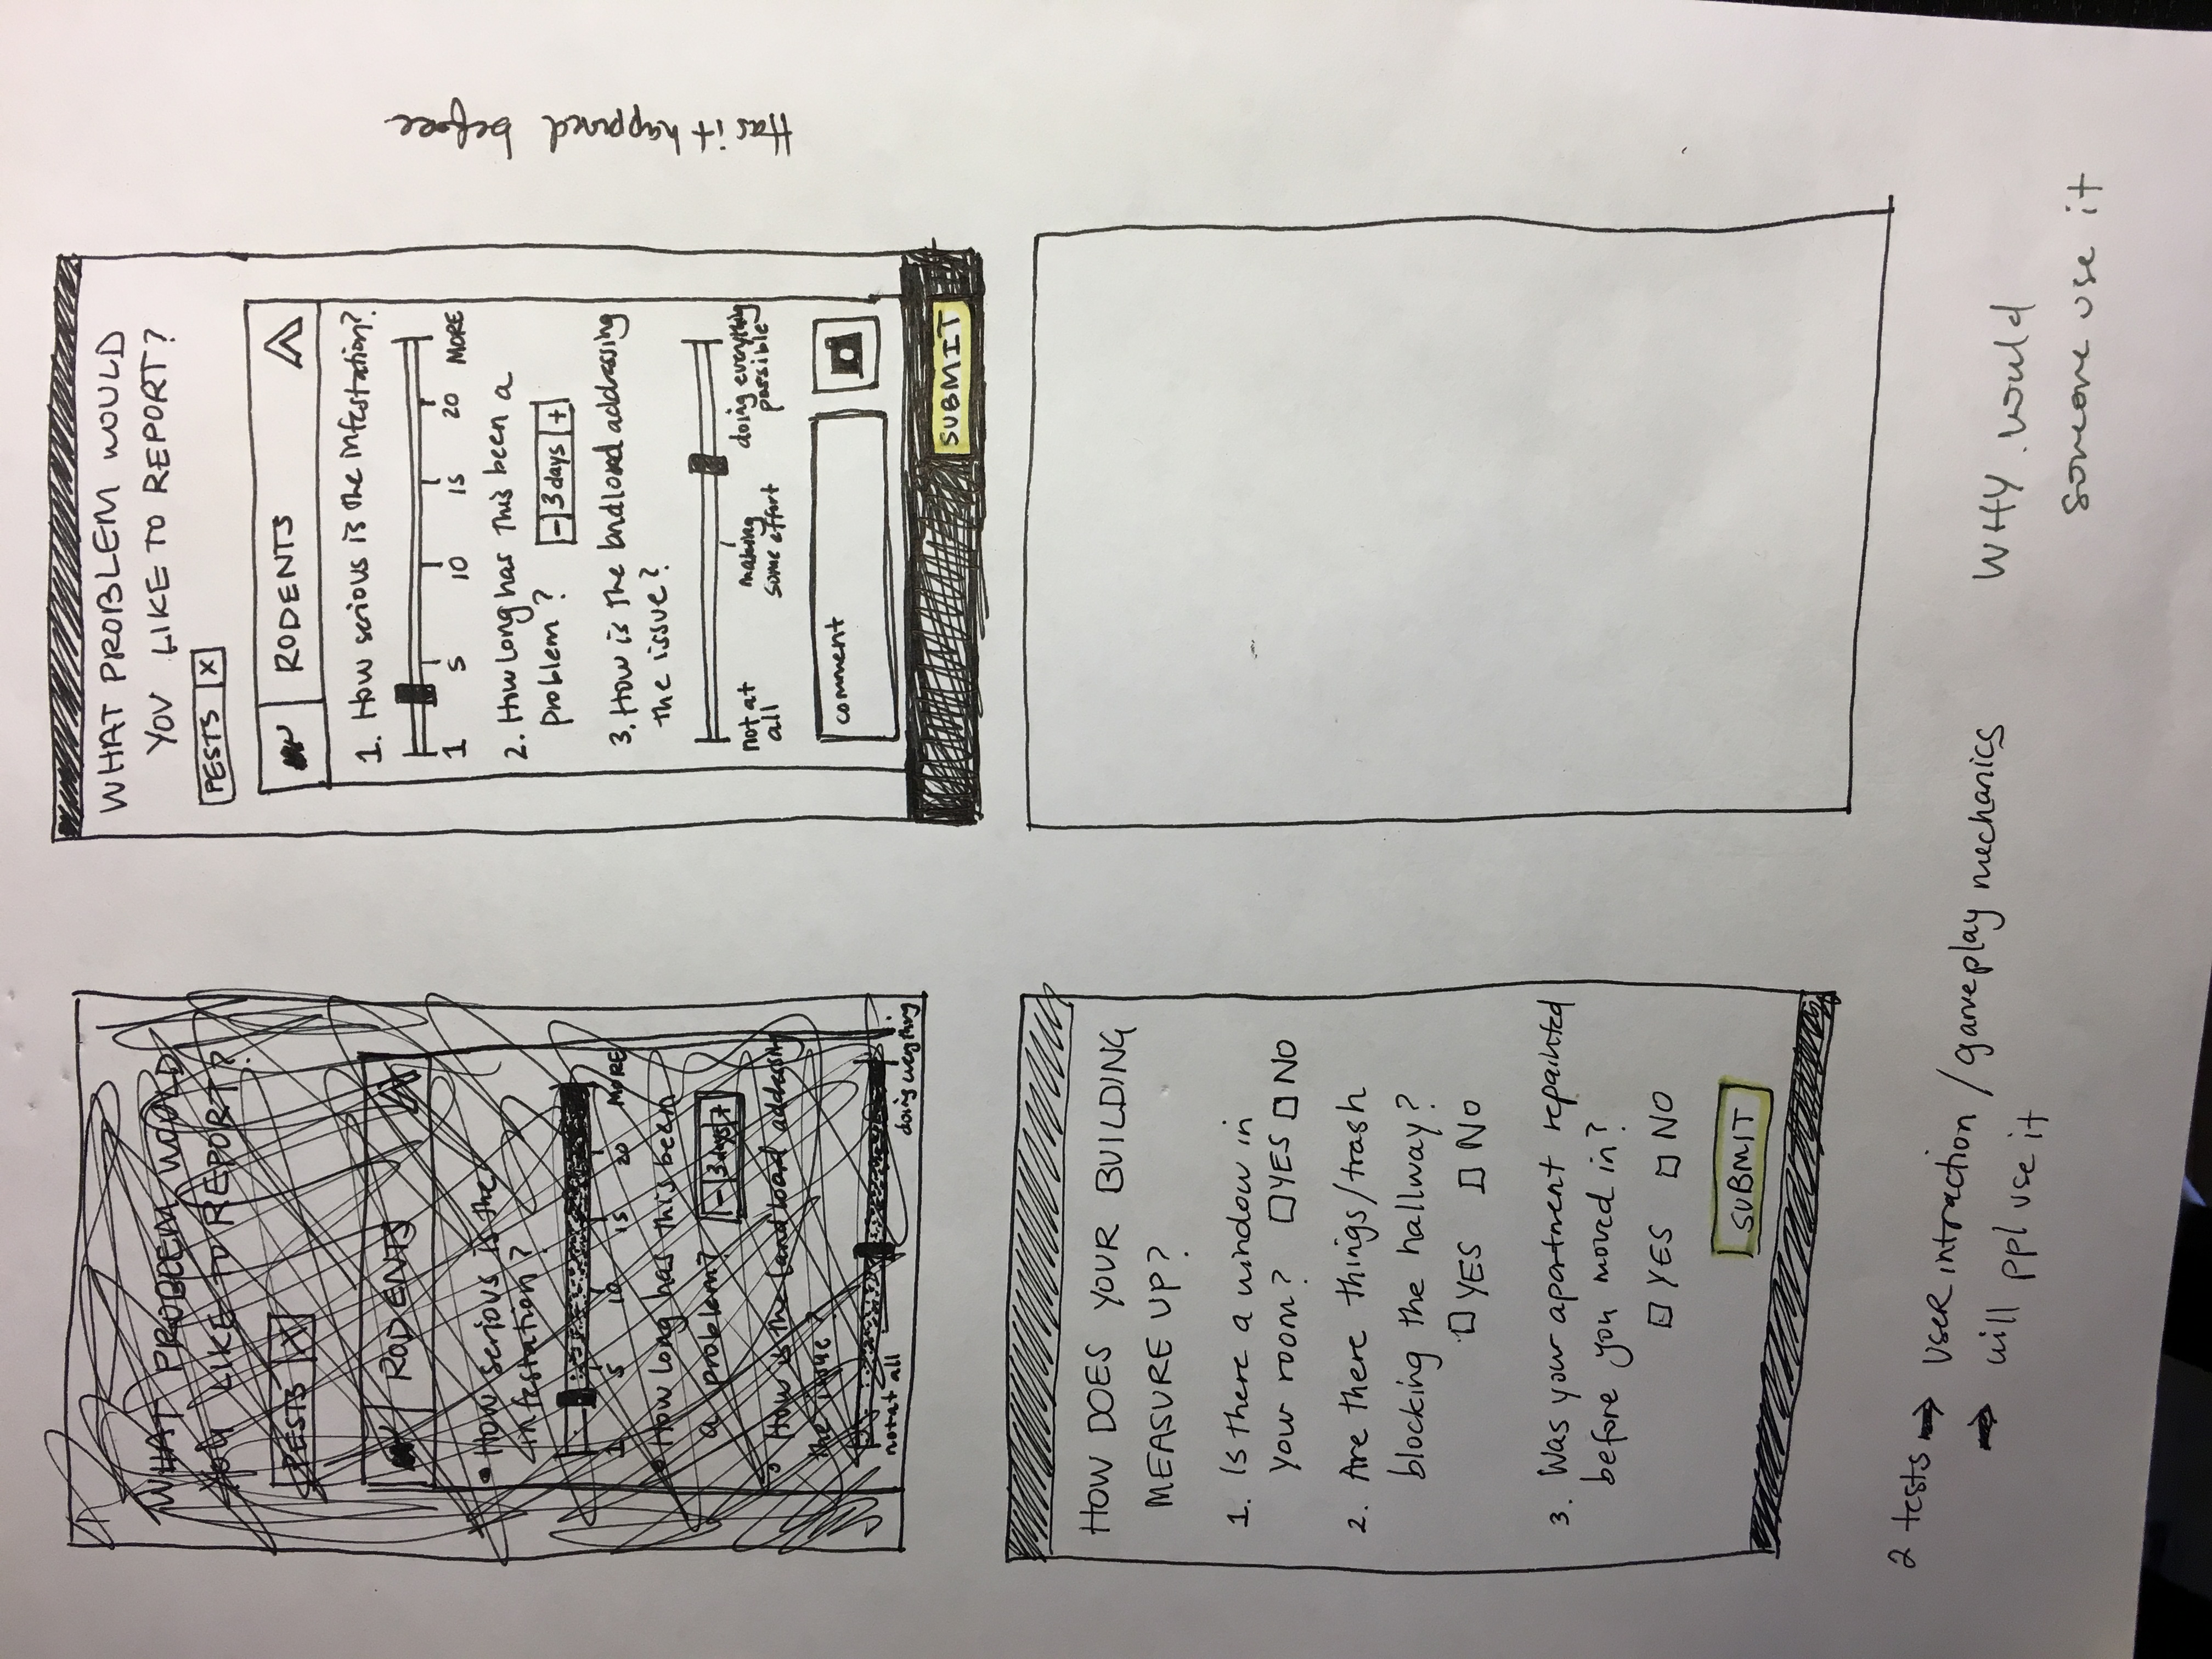 WHAT PROBLEM WOULD
YOU LIKE TO REPORT?
PESTS X
RODENTS
• How serious is the
infestation?
1 5 10 15 20 MORE
• How long has this been
a problem? - 3 days +
• How is the landload addressing
the issue?
not at all doing everything
WHAT PROBLEM WOULD
YOU LIKE TO REPORT?
PESTS X
RODENTS
1. How serious is the infestation?
1 5 10 15 20 MORE
2. How long has this been a
problem? - 3 days +
3. How is the landlord addressing
the issue?
not at making doing everything
all some effort possible
comment
SUBMIT
Has it happened before
HOW DOES YOUR BUILDING
MEASURE UP?
1. Is there a window in
your room? YES NO
2. Are there things/trash
blocking the hallway?
YES NO
3. Was your apartment repainted
before you moved in?
YES NO
SUBMIT
2 tests → User intraction / gameplay mechanics
→ will ppl use it
WHY would
someone use it